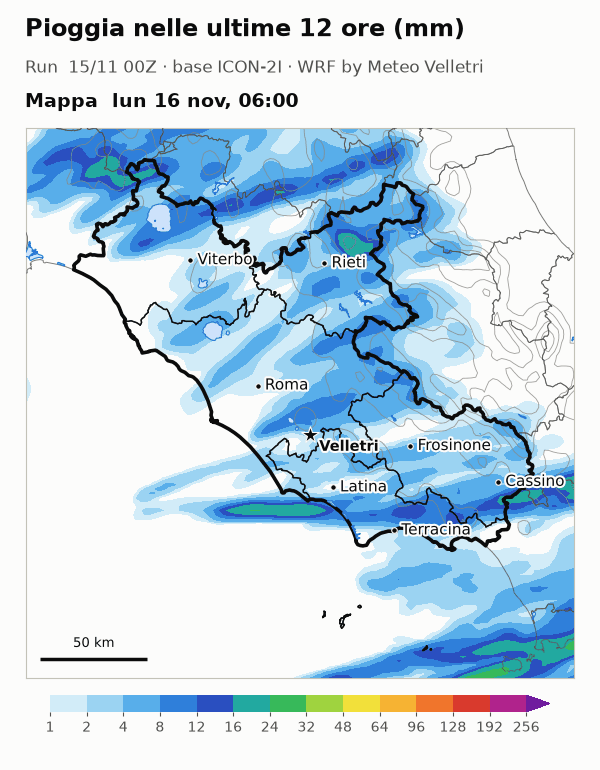 Pioggia nelle ultime 12 ore (mm)
Run  15/11 00Z · base ICON-2I · WRF by Meteo Velletri
Mappa  lun 16 nov, 06:00
Viterbo
Rieti
Roma
Velletri
Frosinone
Cassino
Latina
Terracina
50 km
1 2 4 8 12 16 24 32 48 64 96 128 192 256